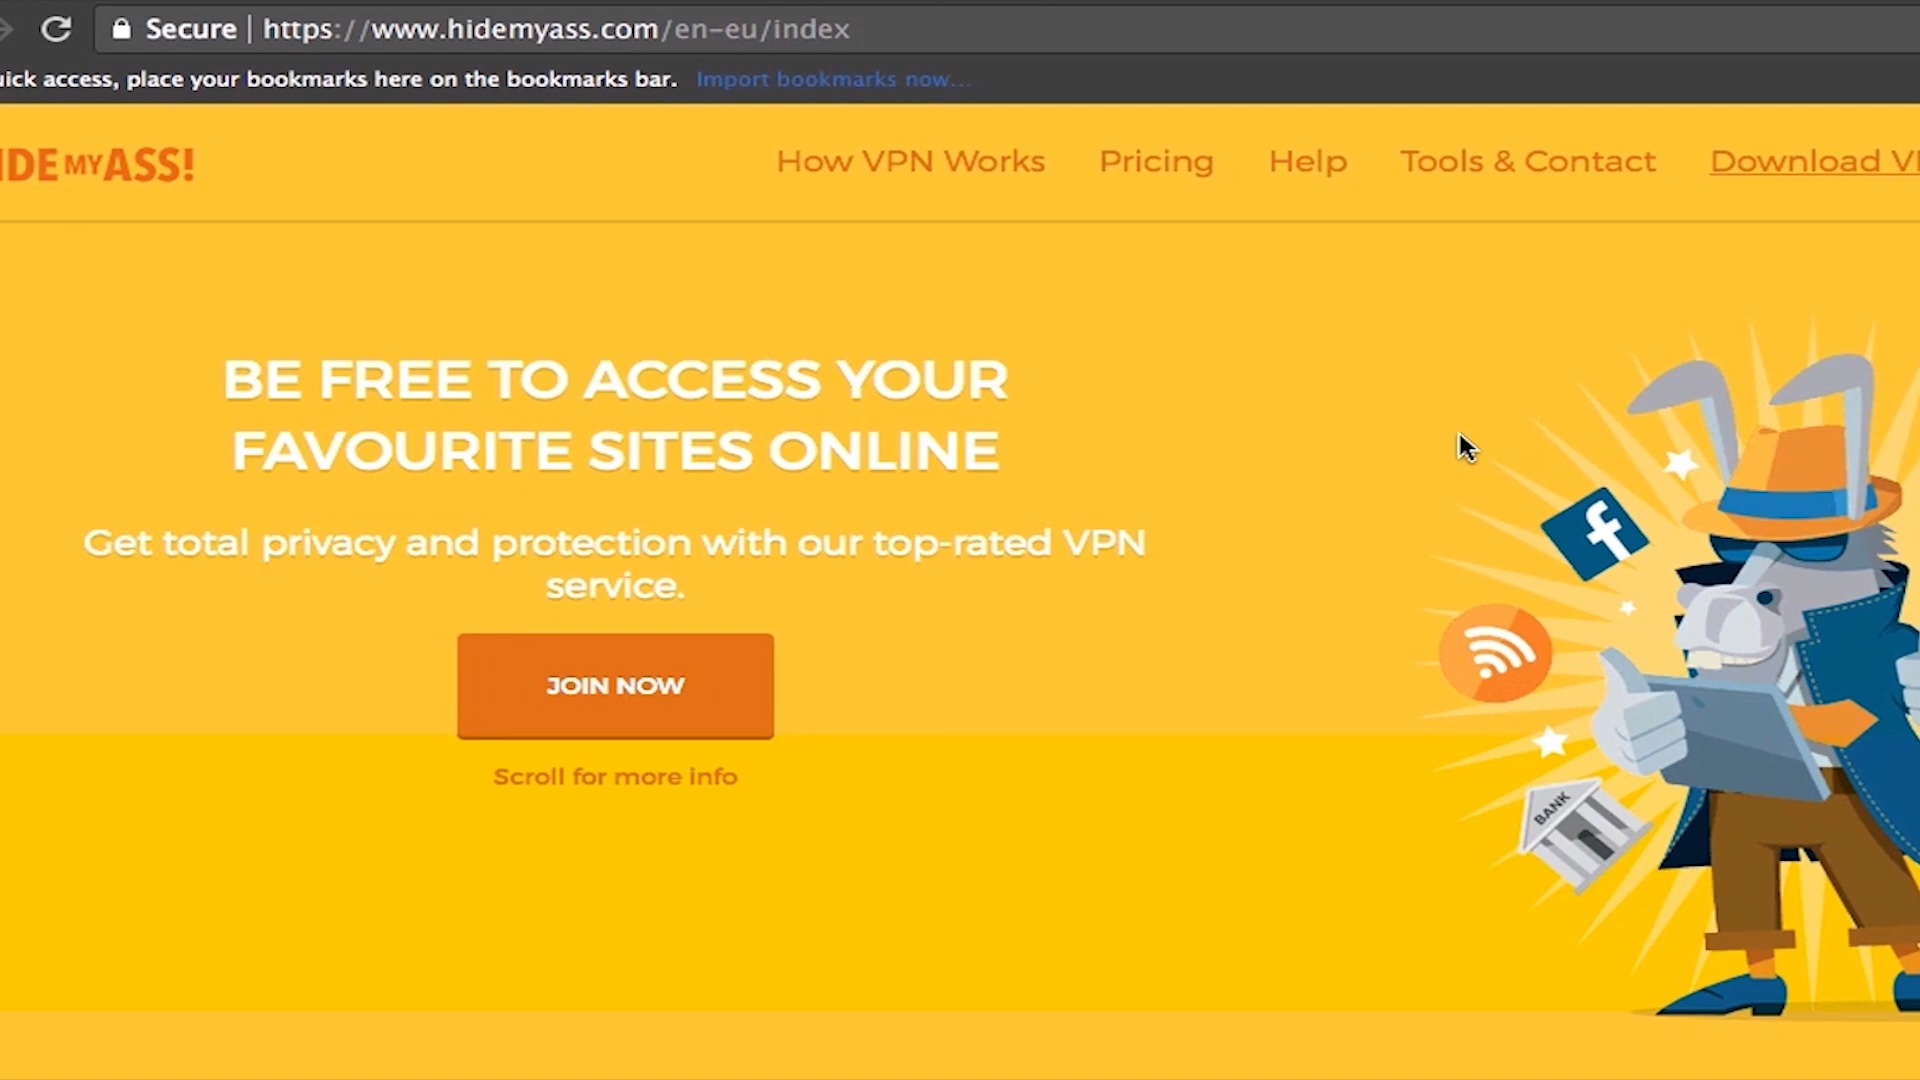 Secure | https://www.hidemyass.com/en-eu/index
uick access, place your bookmarks here on the bookmarks bar. Import bookmarks now...
IDE MY ASS!
How VPN Works Pricing Help Tools & Contact Download VP
BE FREE TO ACCESS YOUR
FAVOURITE SITES ONLINE
Get total privacy and protection with our top-rated VPN
service.
JOIN NOW
Scroll for more info
f
BANK